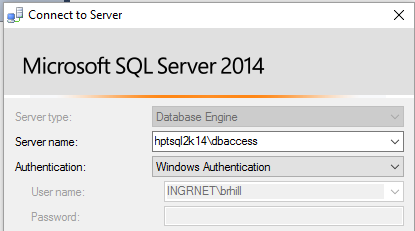 Connect to Server
Microsoft SQL Server 2014
Server type: Database Engine
Server name: hptsql2k14\dbaccess
Authentication: Windows Authentication
User name: INGRNET\brhill
Password: